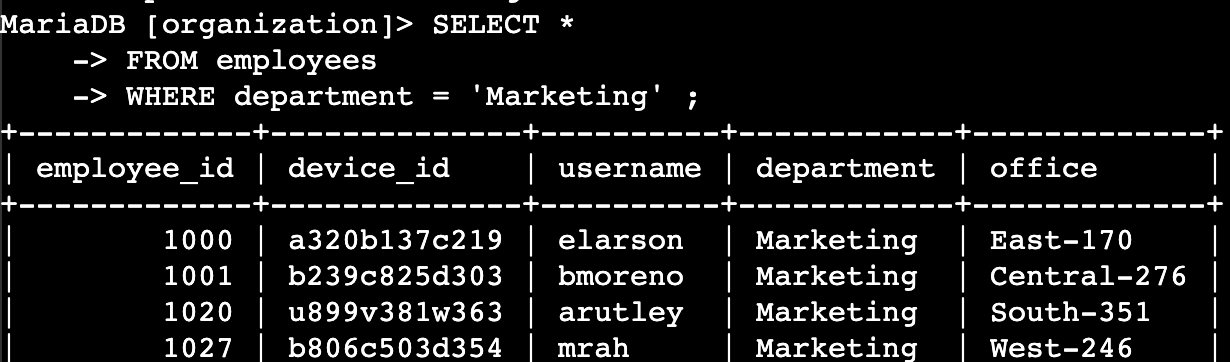 MariaDB [organization]> SELECT *
    -> FROM employees
    -> WHERE department = 'Marketing' ;
+-------------+--------------+----------+------------+-------------+
| employee_id | device_id    | username | department | office      |
+-------------+--------------+----------+------------+-------------+
|        1000 | a320b137c219 | elarson  | Marketing  | East-170    |
|        1001 | b239c825d303 | bmoreno  | Marketing  | Central-276 |
|        1020 | u899v381w363 | arutley  | Marketing  | South-351   |
|        1027 | b806c503d354 | mrah     | Marketing  | West-246    |